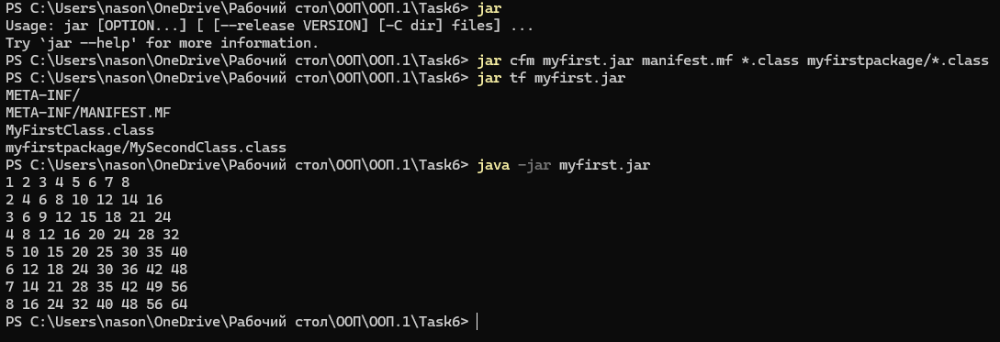 PS C:\Users\nason\OneDrive\Рабочий стол\ООП\ООП.1\Task6> jar
Usage: jar [OPTION...] [ [--release VERSION] [-C dir] files] ...
Try `jar --help' for more information.
PS C:\Users\nason\OneDrive\Рабочий стол\ООП\ООП.1\Task6> jar cfm myfirst.jar manifest.mf *.class myfirstpackage/*.class
PS C:\Users\nason\OneDrive\Рабочий стол\ООП\ООП.1\Task6> jar tf myfirst.jar
META-INF/
META-INF/MANIFEST.MF
MyFirstClass.class
myfirstpackage/MySecondClass.class
PS C:\Users\nason\OneDrive\Рабочий стол\ООП\ООП.1\Task6> java -jar myfirst.jar
1 2 3 4 5 6 7 8
2 4 6 8 10 12 14 16
3 6 9 12 15 18 21 24
4 8 12 16 20 24 28 32
5 10 15 20 25 30 35 40
6 12 18 24 30 36 42 48
7 14 21 28 35 42 49 56
8 16 24 32 40 48 56 64
PS C:\Users\nason\OneDrive\Рабочий стол\ООП\ООП.1\Task6>